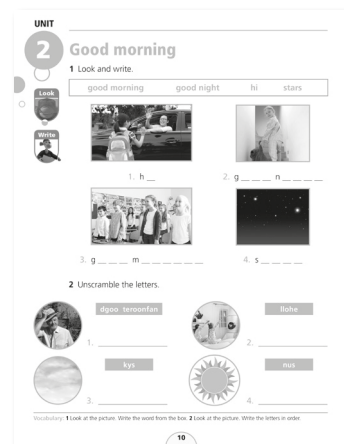 UNIT
2 Good morning
1 Look and write.
good morning good night hi stars
Look
Write
1. h __
2. g __ __ __ n __ __ __ __
3. g __ __ __ m __ __ __ __ __ __
4. s __ __ __ __
2 Unscramble the letters.
dgoo teroonfan
1.
llohe
2.
kys
3.
nus
4.
Vocabulary: 1 Look at the picture. Write the word from the box. 2 Look at the picture. Write the letters in order.
10